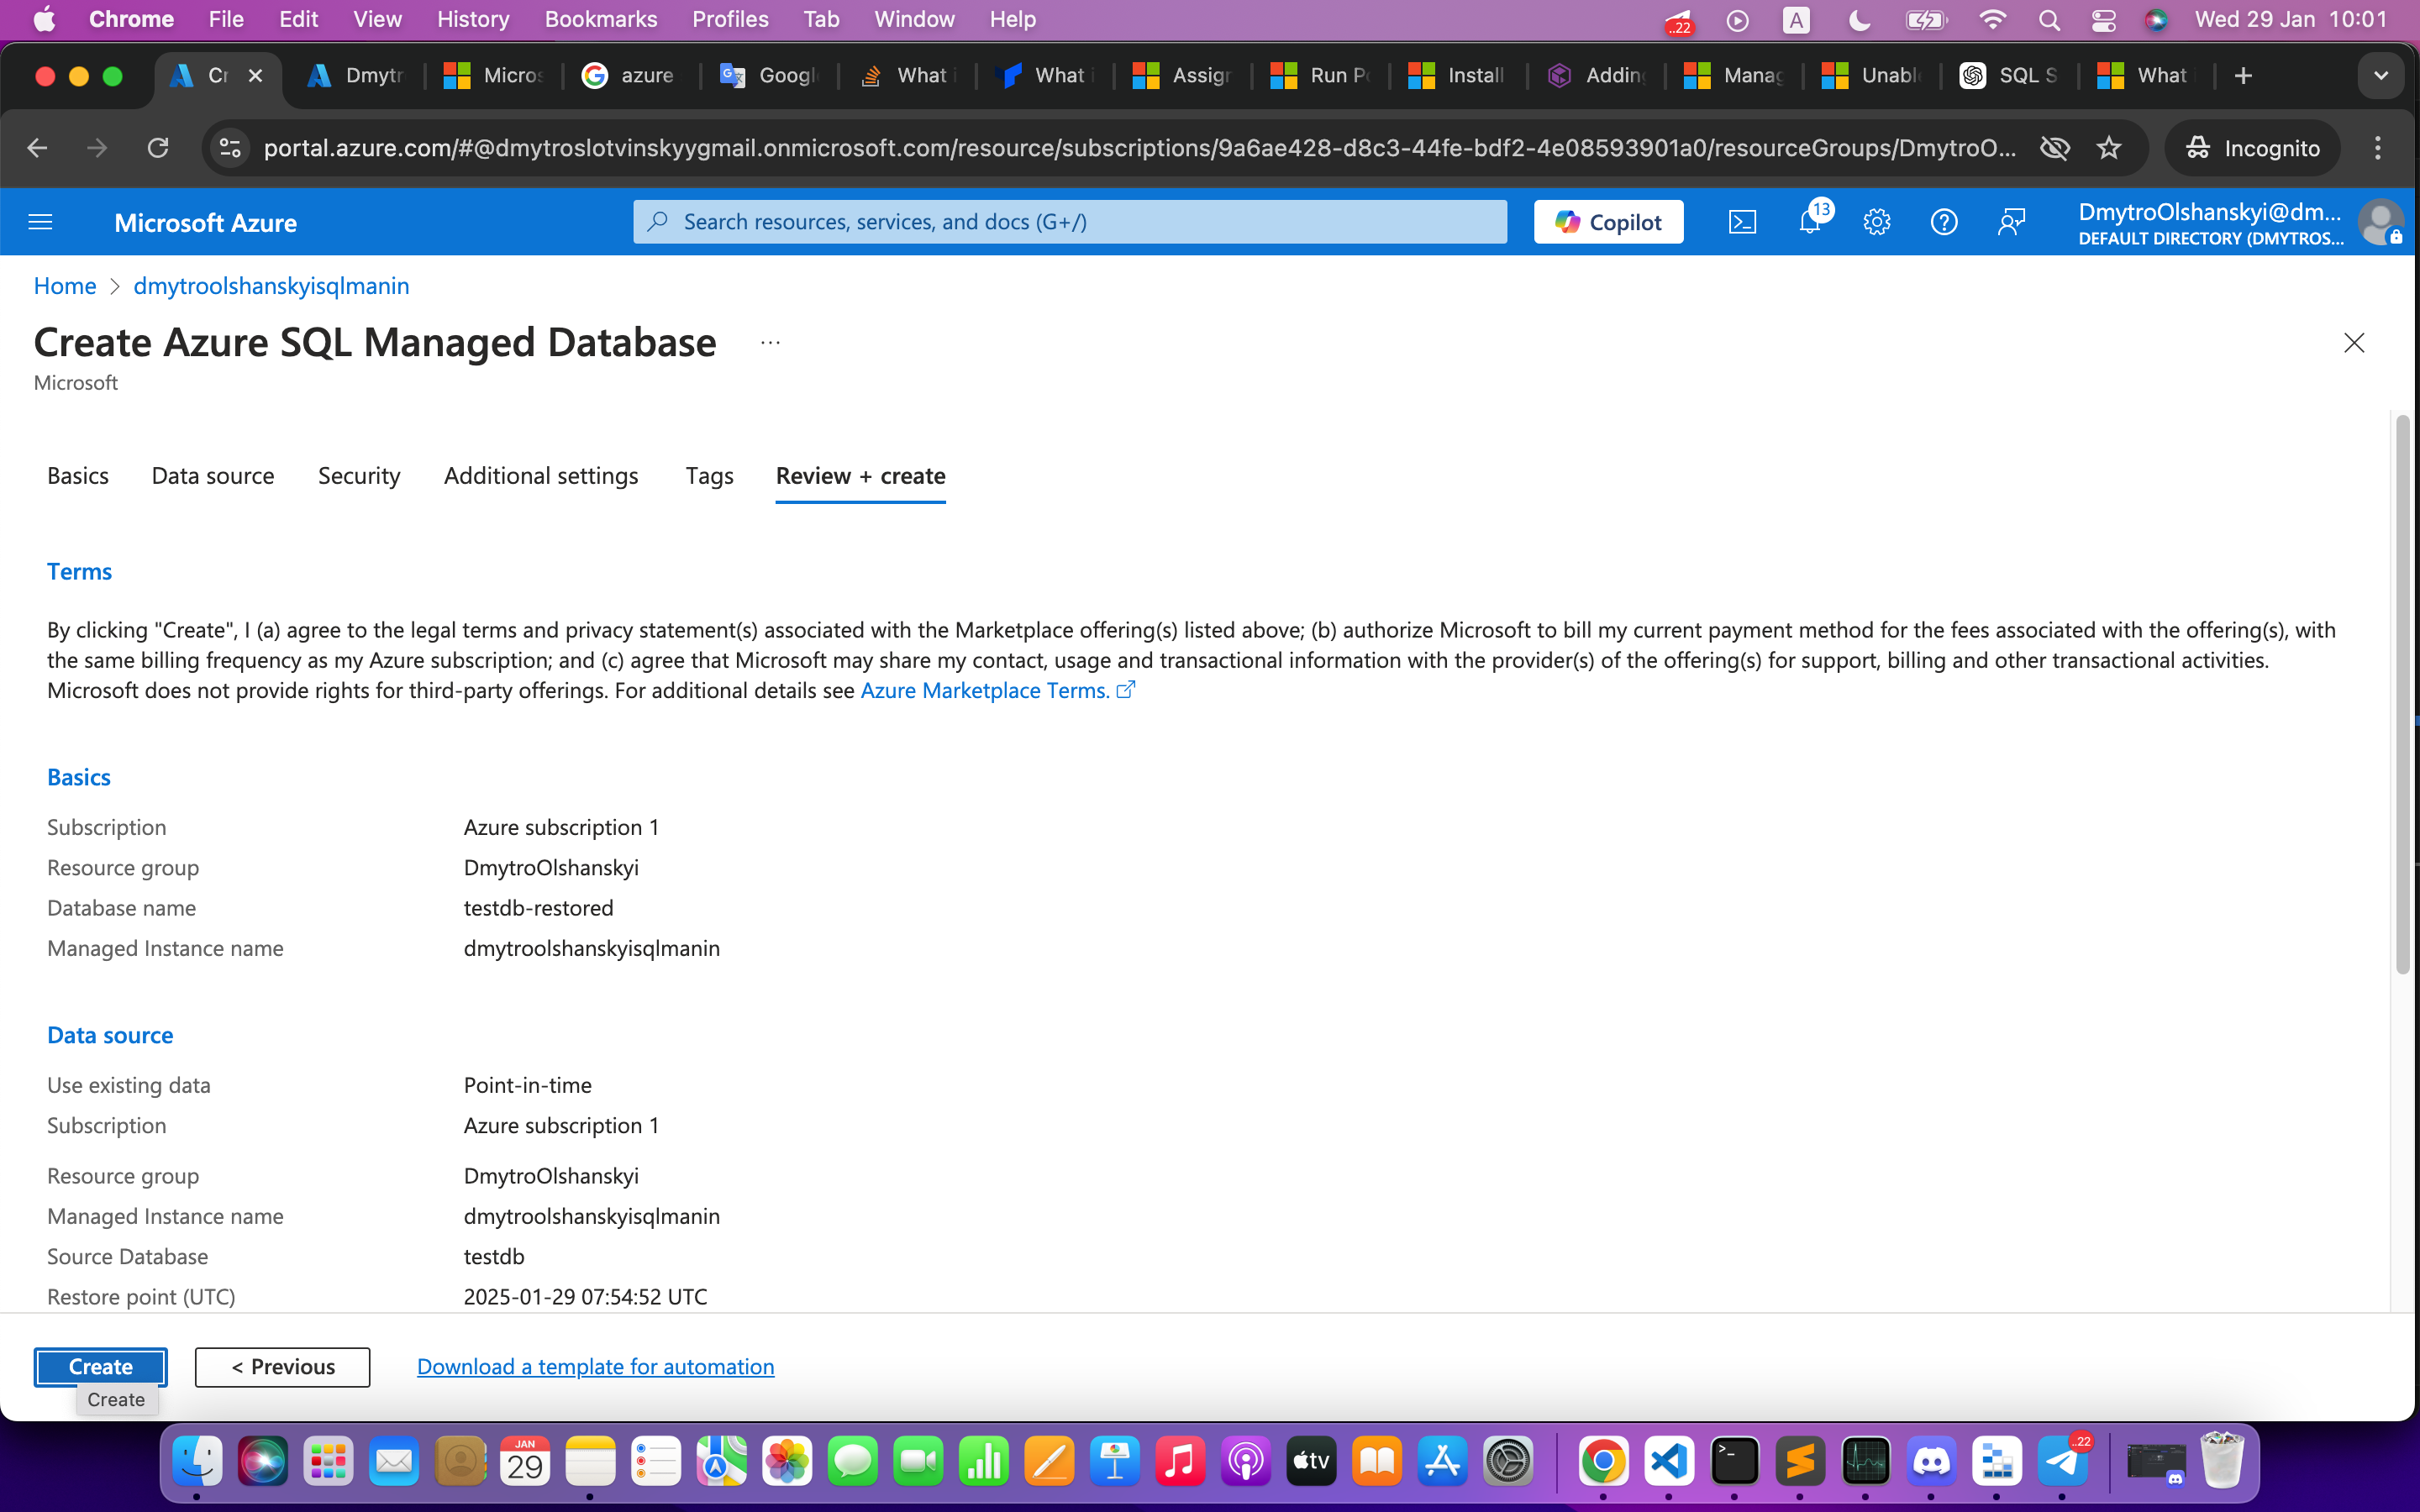 Chrome File Edit View History Bookmarks Profiles Tab Window Help ..22 A Wed 29 Jan 10:01
Cr Dmytr Micros azure Googl What i What i Assign Run Po Install Adding Manag Unable SQL S What
portal.azure.com/#@dmytroslotvinskyygmail.onmicrosoft.com/resource/subscriptions/9a6ae428-d8c3-44fe-bdf2-4e08593901a0/resourceGroups/DmytroO... Incognito
Microsoft Azure Search resources, services, and docs (G+/) Copilot 13 DmytroOlshanskyi@dm...
DEFAULT DIRECTORY (DMYTROS...
Home > dmytroolshanskyisqlmanin
Create Azure SQL Managed Database ...
Microsoft
Basics Data source Security Additional settings Tags Review + create
Terms
By clicking "Create", I (a) agree to the legal terms and privacy statement(s) associated with the Marketplace offering(s) listed above; (b) authorize Microsoft to bill my current payment method for the fees associated with the offering(s), with
the same billing frequency as my Azure subscription; and (c) agree that Microsoft may share my contact, usage and transactional information with the provider(s) of the offering(s) for support, billing and other transactional activities.
Microsoft does not provide rights for third-party offerings. For additional details see Azure Marketplace Terms.
Basics
Subscription Azure subscription 1
Resource group DmytroOlshanskyi
Database name testdb-restored
Managed Instance name dmytroolshanskyisqlmanin
Data source
Use existing data Point-in-time
Subscription Azure subscription 1
Resource group DmytroOlshanskyi
Managed Instance name dmytroolshanskyisqlmanin
Source Database testdb
Restore point (UTC) 2025-01-29 07:54:52 UTC
Create < Previous Download a template for automation
Create
JAN
29
tv
..22